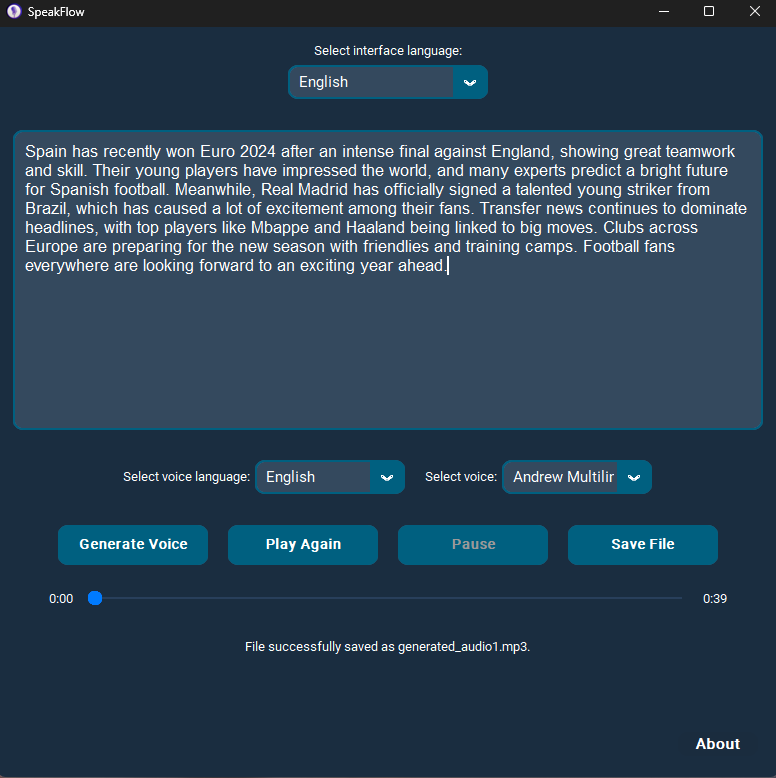 SpeakFlow
Select interface language:
English
Spain has recently won Euro 2024 after an intense final against England, showing great teamwork
and skill. Their young players have impressed the world, and many experts predict a bright future
for Spanish football. Meanwhile, Real Madrid has officially signed a talented young striker from
Brazil, which has caused a lot of excitement among their fans. Transfer news continues to dominate
headlines, with top players like Mbappe and Haaland being linked to big moves. Clubs across
Europe are preparing for the new season with friendlies and training camps. Football fans
everywhere are looking forward to an exciting year ahead.
Select voice language: English Select voice: Andrew Multilir
Generate Voice Play Again Pause Save File
0:00 0:39
File successfully saved as generated_audio1.mp3.
About